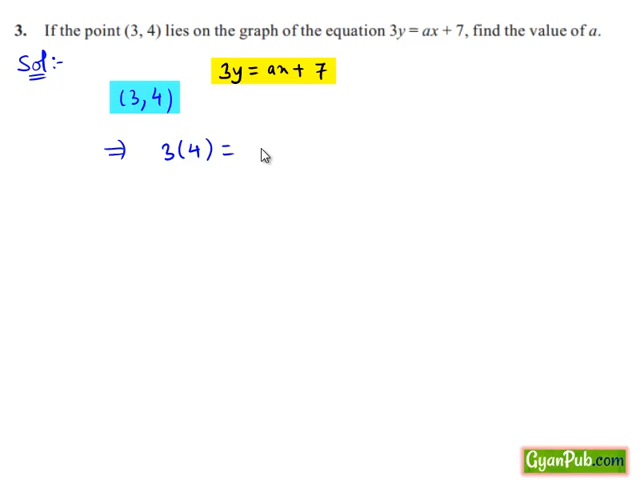 3. If the point (3, 4) lies on the graph of the equation 3y = ax + 7, find the value of a.
Sol:-
3y = ax + 7
(3, 4)
⇒ 3(4) =
GyanPub.com